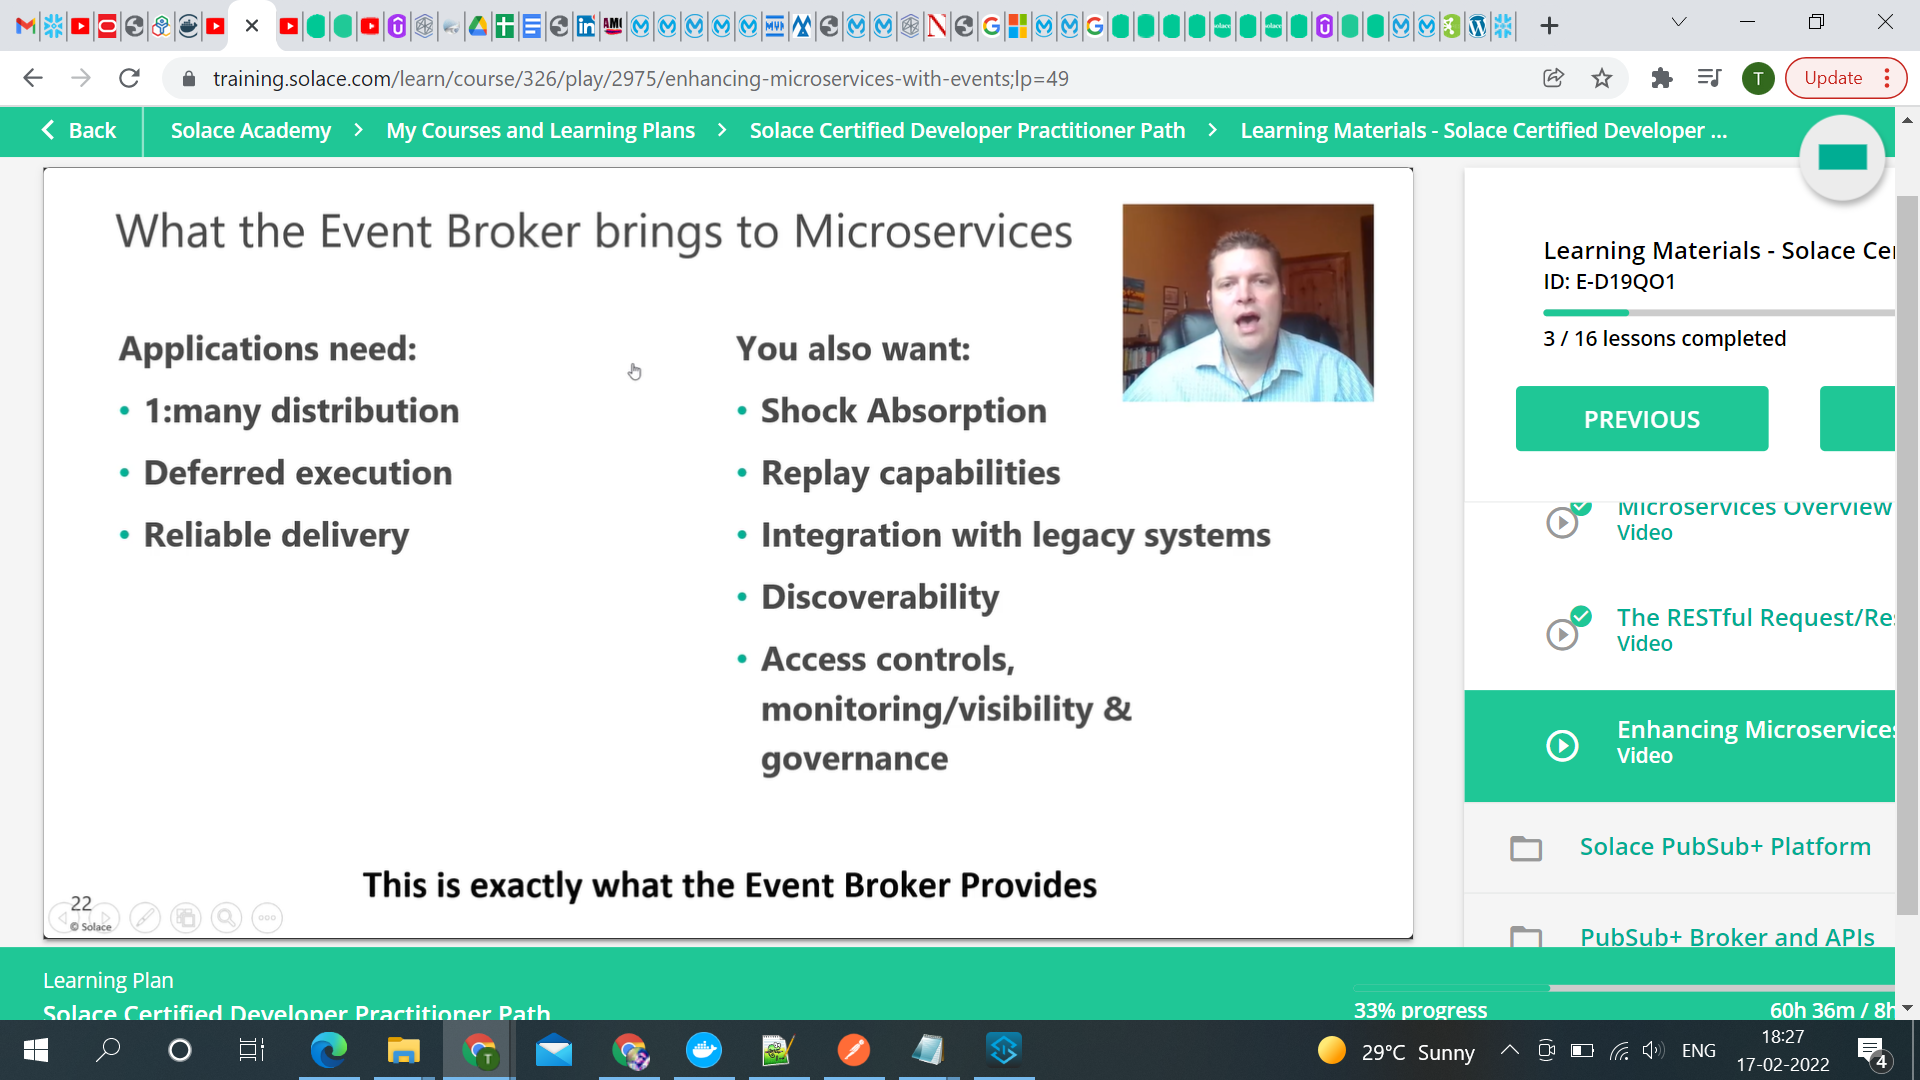 training.solace.com/learn/course/326/play/2975/enhancing-microservices-with-events;lp=49
T
Update
Back
Solace Academy > My Courses and Learning Plans > Solace Certified Developer Practitioner Path > Learning Materials - Solace Certified Developer ...
What the Event Broker brings to Microservices
Applications need:
• 1:many distribution
• Deferred execution
• Reliable delivery
You also want:
• Shock Absorption
• Replay capabilities
• Integration with legacy systems
• Discoverability
• Access controls,
monitoring/visibility &
governance
This is exactly what the Event Broker Provides
22
© Solace
Learning Materials - Solace Cer
ID: E-D19QO1
3 / 16 lessons completed
PREVIOUS
Microservices Overview
Video
The RESTful Request/Re
Video
Enhancing Microservices
Video
Solace PubSub+ Platform
PubSub+ Broker and APIs
Learning Plan
Solace Certified Developer Practitioner Path
33% progress
60h 36m / 8h
29°C Sunny
ENG
18:27
17-02-2022
4